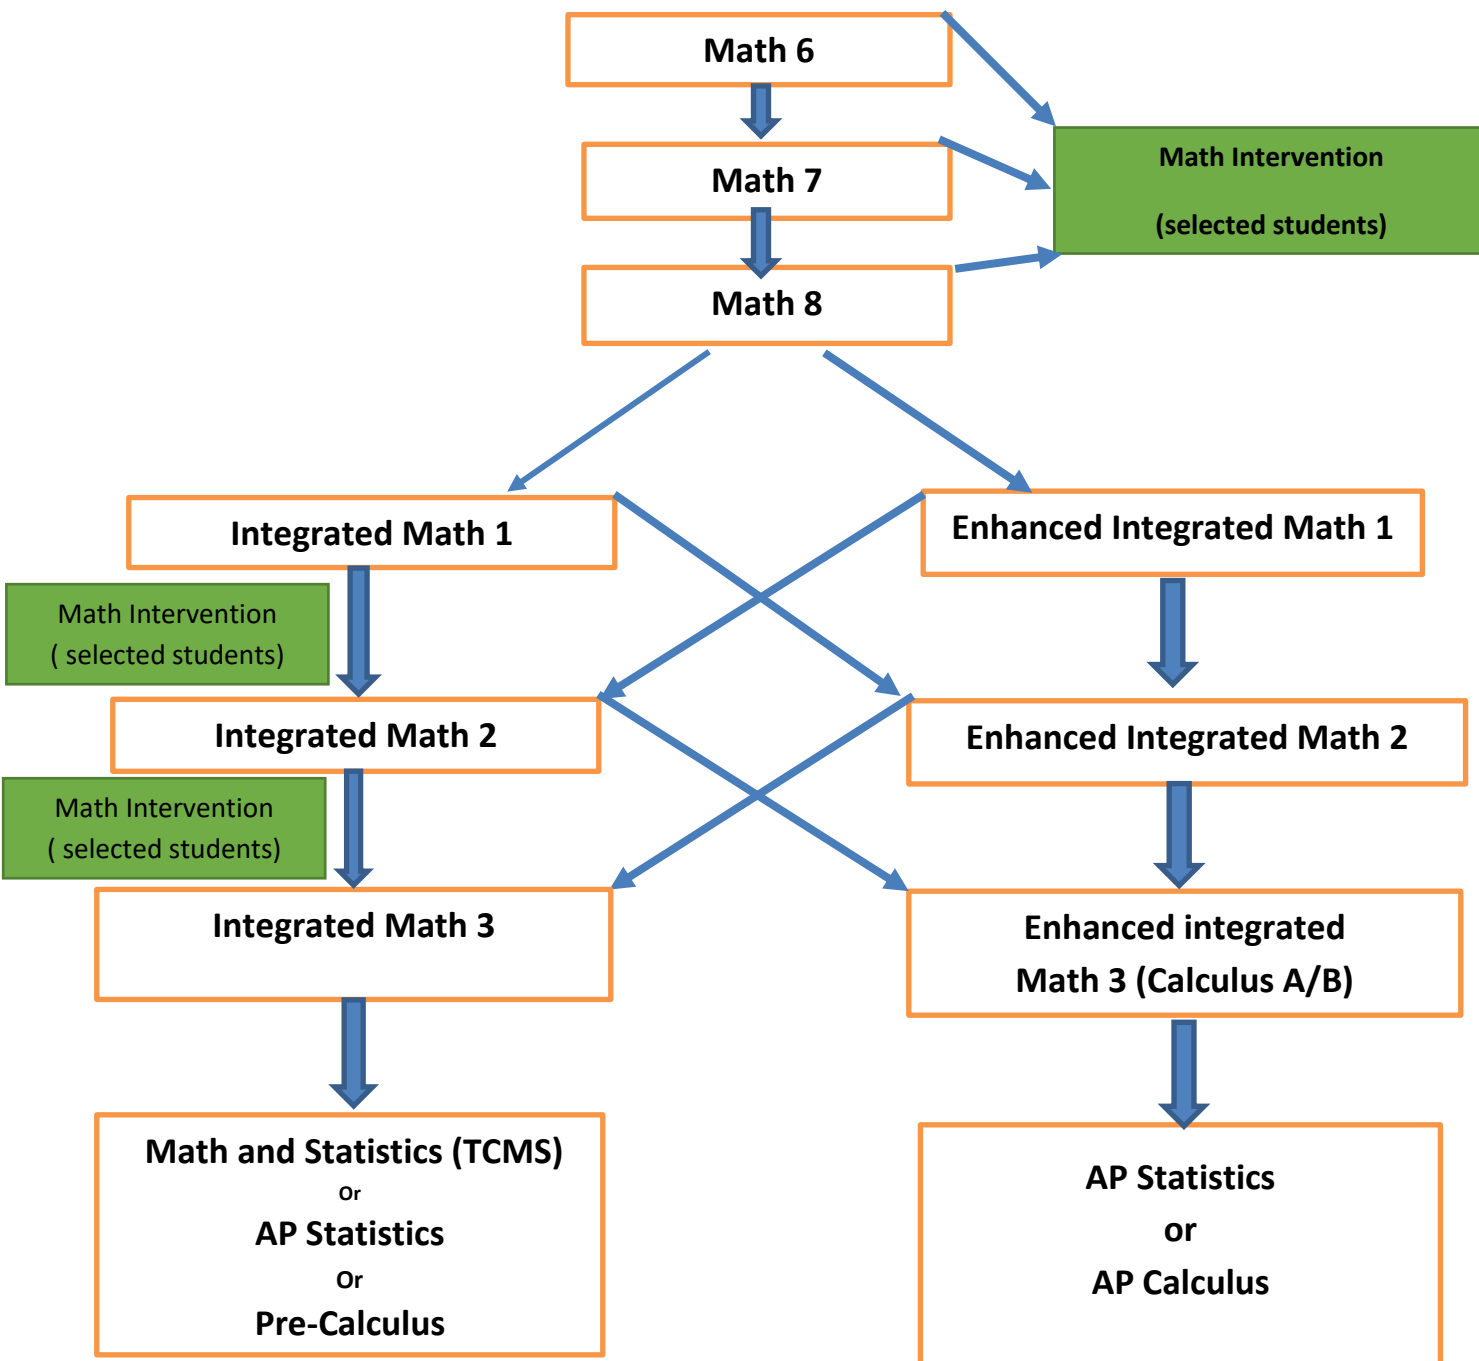 Math 6
Math Intervention
(selected students)
Math 7
Math 8
Integrated Math 1
Enhanced Integrated Math 1
Math Intervention
( selected students)
Integrated Math 2
Enhanced Integrated Math 2
Math Intervention
( selected students)
Integrated Math 3
Enhanced integrated
Math 3 (Calculus A/B)
Math and Statistics (TCMS)
Or
AP Statistics
Or
Pre-Calculus
AP Statistics
or
AP Calculus